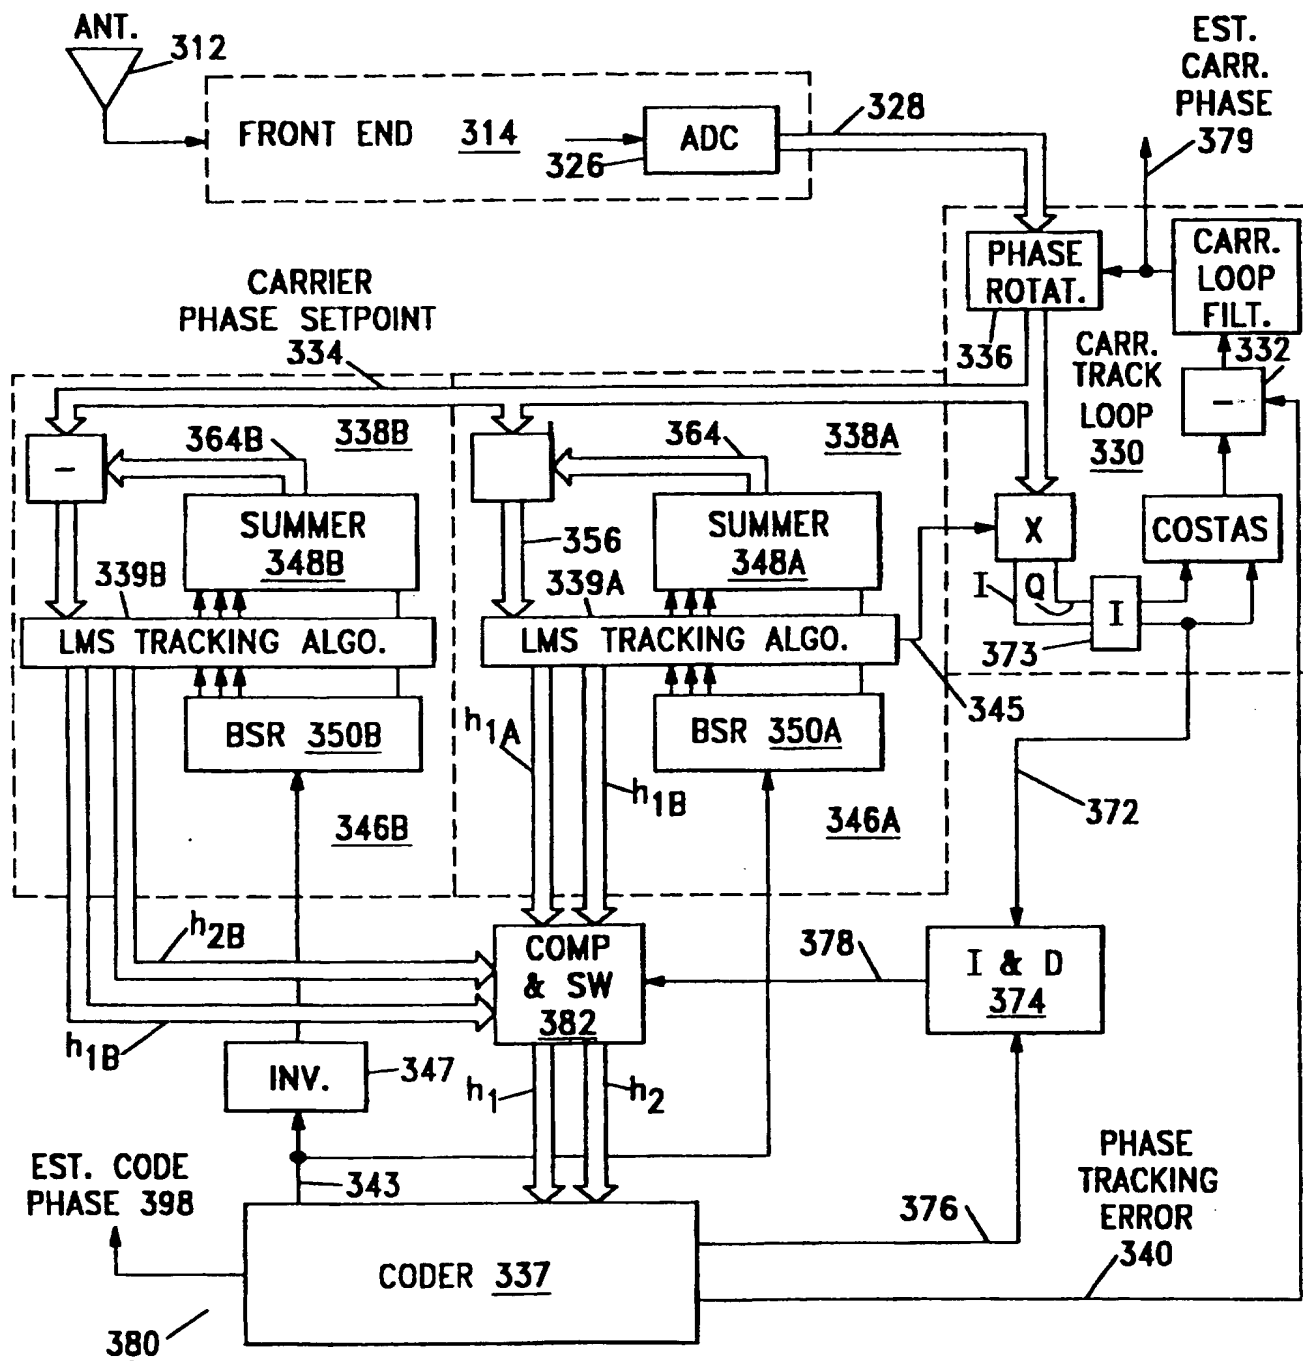 ANT.
312
FRONT END 314
326
ADC
328
EST.
CARR.
PHASE
379
PHASE
ROTAT.
336
CARR.
LOOP
FILT.
332
CARR.
TRACK
LOOP
330
CARRIER
PHASE SETPOINT
334
338B
364B
364
338A
-
-
SUMMER
348B
SUMMER
348A
356
339B
339A
X
COSTAS
I
Q
I
373
LMS TRACKING ALGO.
LMS TRACKING ALGO.
345
BSR 350B
BSR 350A
h1A
h1B
346B
346A
372
h2B
h1B
COMP
& SW
382
378
I & D
374
INV.
347
h1
h2
343
EST. CODE
PHASE 398
376
PHASE
TRACKING
ERROR
340
CODER 337
380